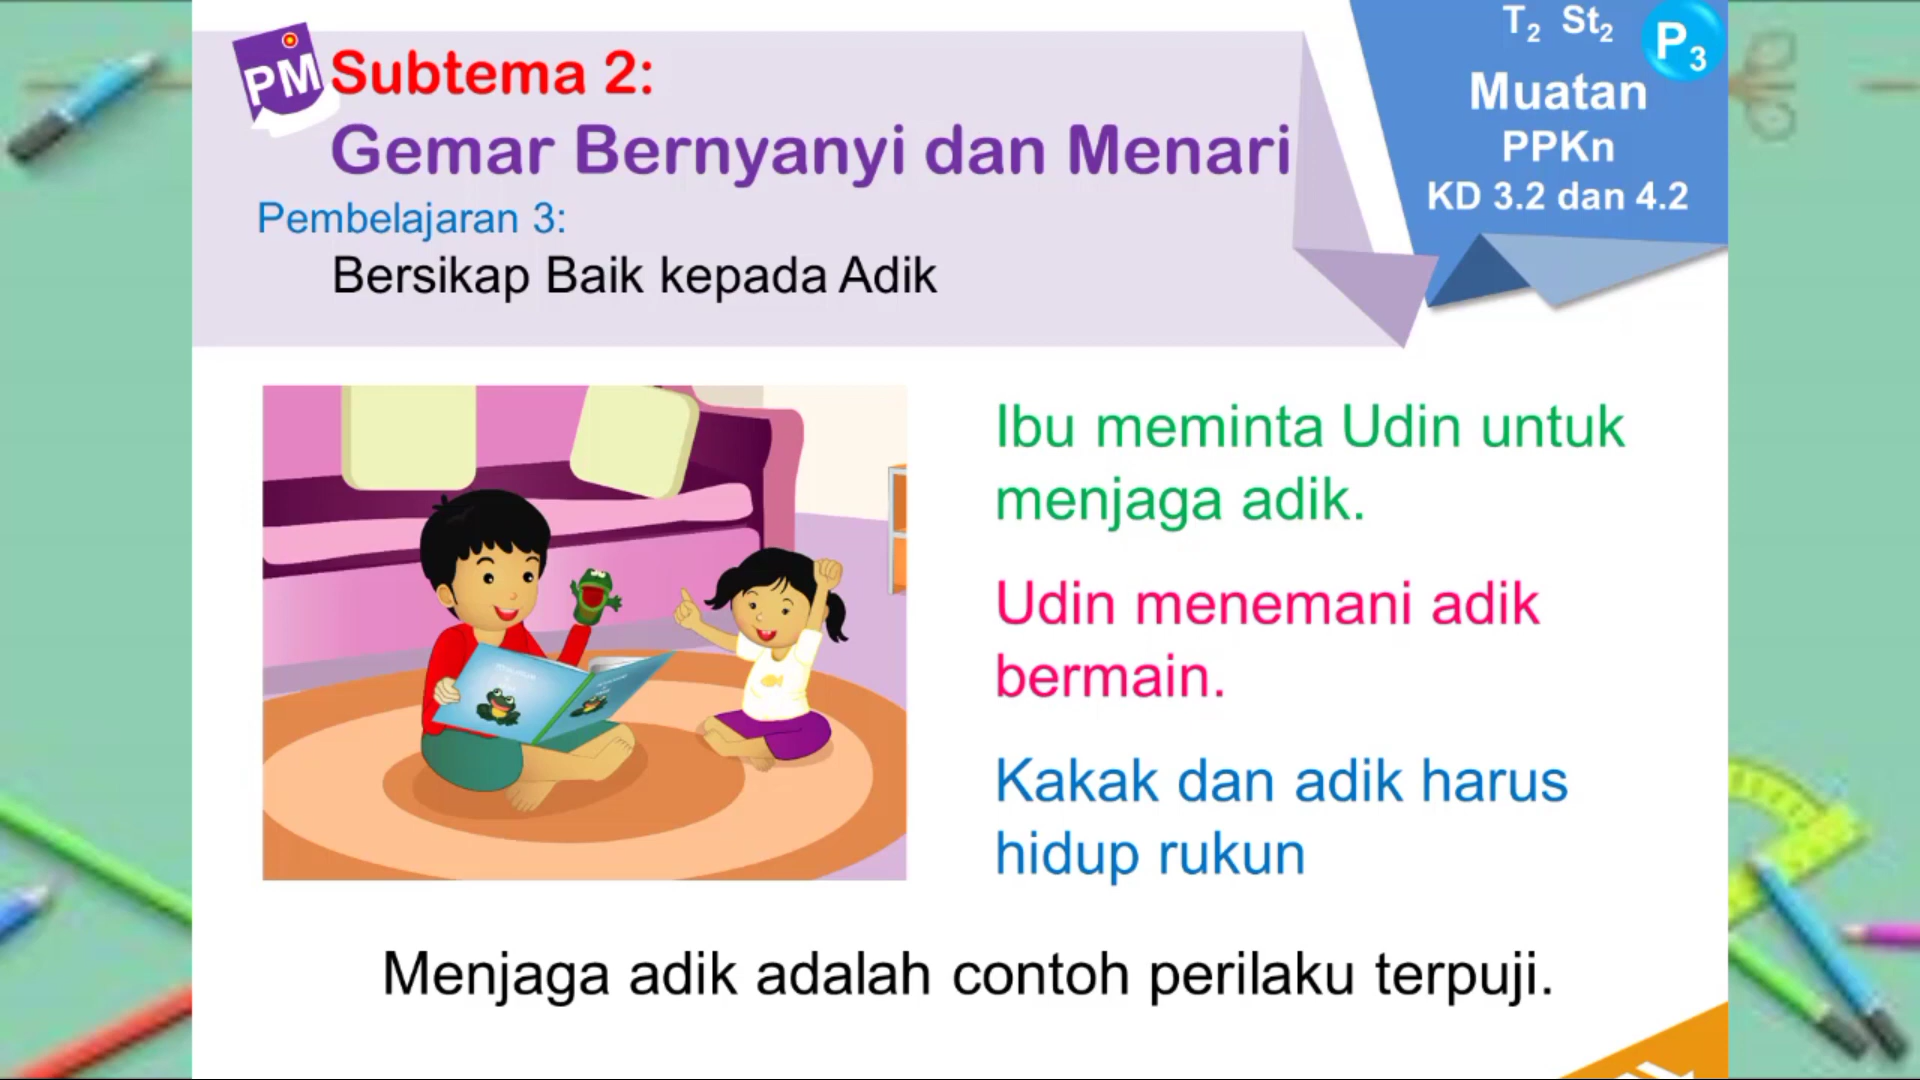 PM
Subtema 2:
Gemar Bernyanyi dan Menari
Pembelajaran 3:
Bersikap Baik kepada Adik
T2 St2
P3
Muatan
PPKn
KD 3.2 dan 4.2
Ibu meminta Udin untuk
menjaga adik.
Udin menemani adik
bermain.
Kakak dan adik harus
hidup rukun
Menjaga adik adalah contoh perilaku terpuji.